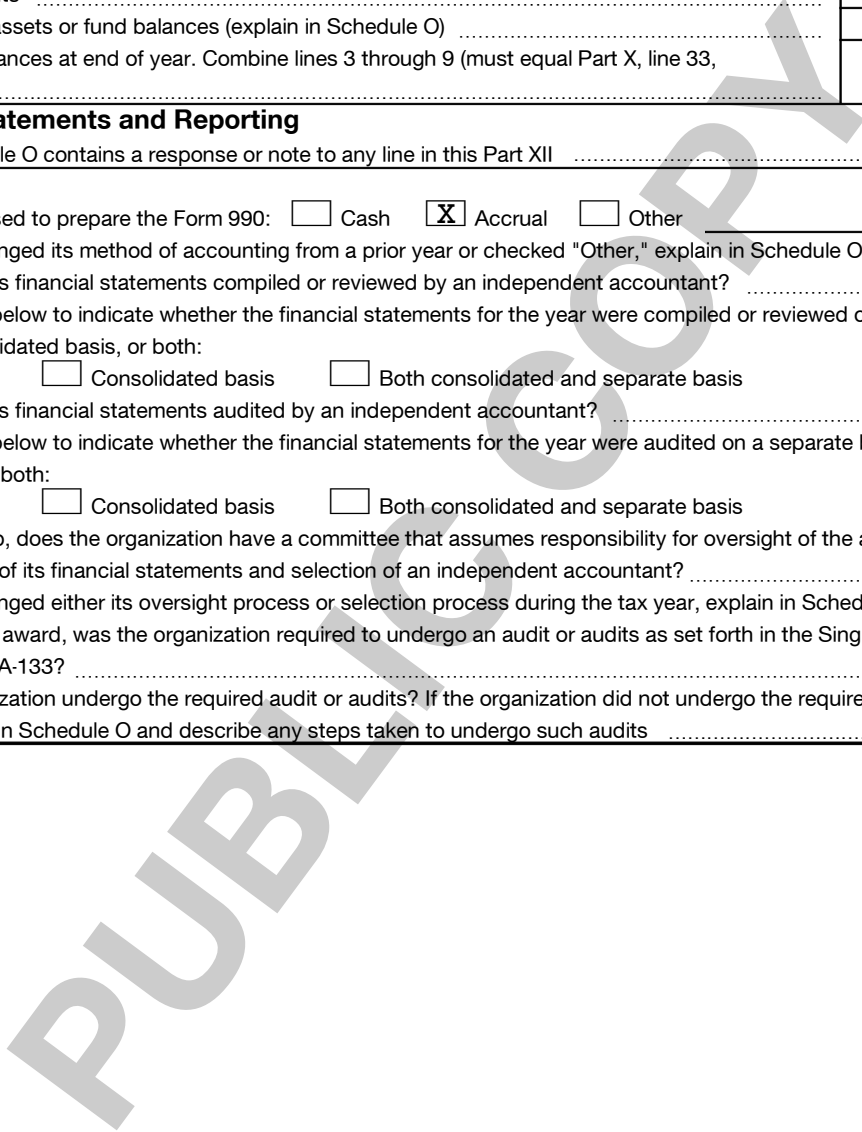 assets or fund balances (explain in Schedule O)
ances at end of year. Combine lines 3 through 9 (must equal Part X, line 33,
atements and Reporting
le O contains a response or note to any line in this Part XII
sed to prepare the Form 990: Cash X Accrual Other
nged its method of accounting from a prior year or checked "Other," explain in Schedule O
s financial statements compiled or reviewed by an independent accountant?
below to indicate whether the financial statements for the year were compiled or reviewed o
idated basis, or both:
Consolidated basis Both consolidated and separate basis
s financial statements audited by an independent accountant?
below to indicate whether the financial statements for the year were audited on a separate b
both:
Consolidated basis Both consolidated and separate basis
b, does the organization have a committee that assumes responsibility for oversight of the a
of its financial statements and selection of an independent accountant?
nged either its oversight process or selection process during the tax year, explain in Sched
award, was the organization required to undergo an audit or audits as set forth in the Sing
A-133?
zation undergo the required audit or audits? If the organization did not undergo the require
n Schedule O and describe any steps taken to undergo such audits
PUBLIC COPY